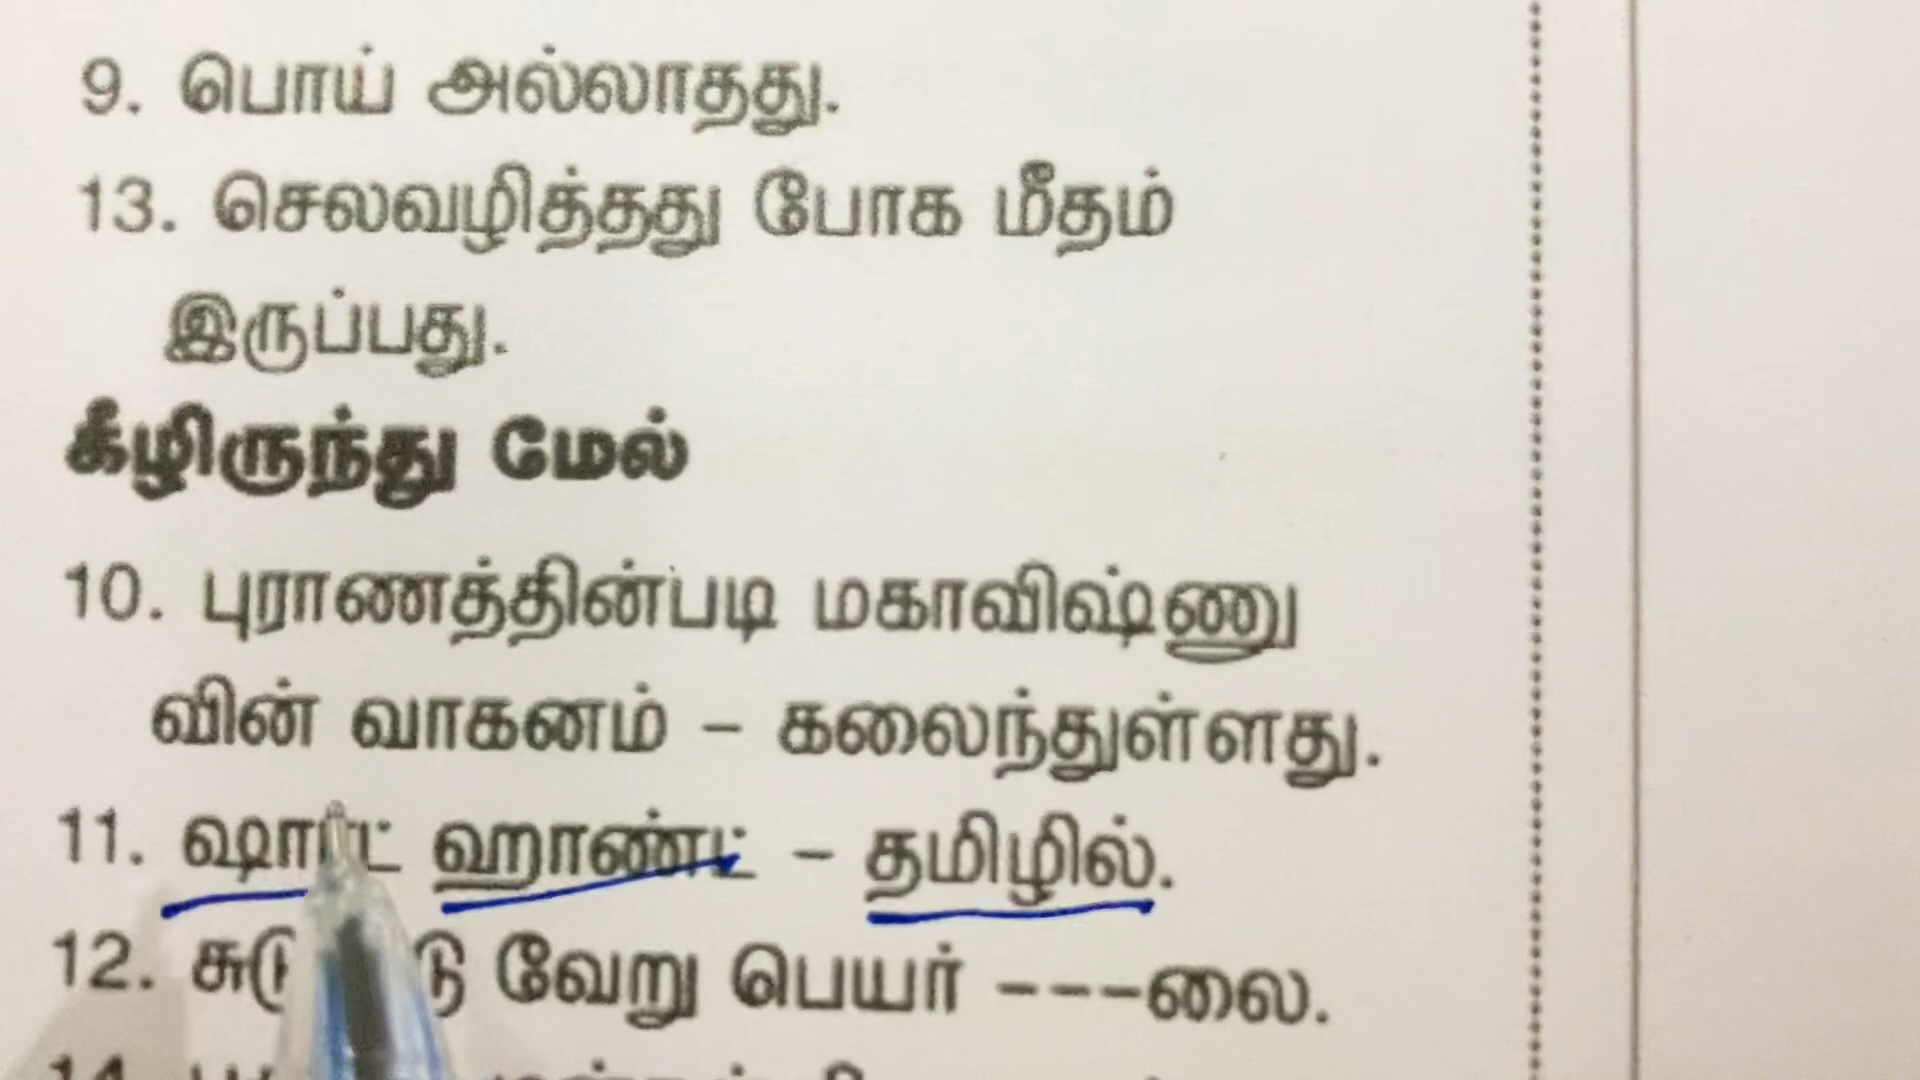 9. பொய் அல்லாதது.
13. செலவழித்தது போக மீதம்
இருப்பது.
கீழிருந்து மேல்
10. புராணத்தின்படி மகாவிஷ்ணு
வின் வாகனம் – கலைந்துள்ளது.
11. ஷார்ட் ஹாண்ட் – தமிழில்.
12. வேறு பெயர் ---லை.